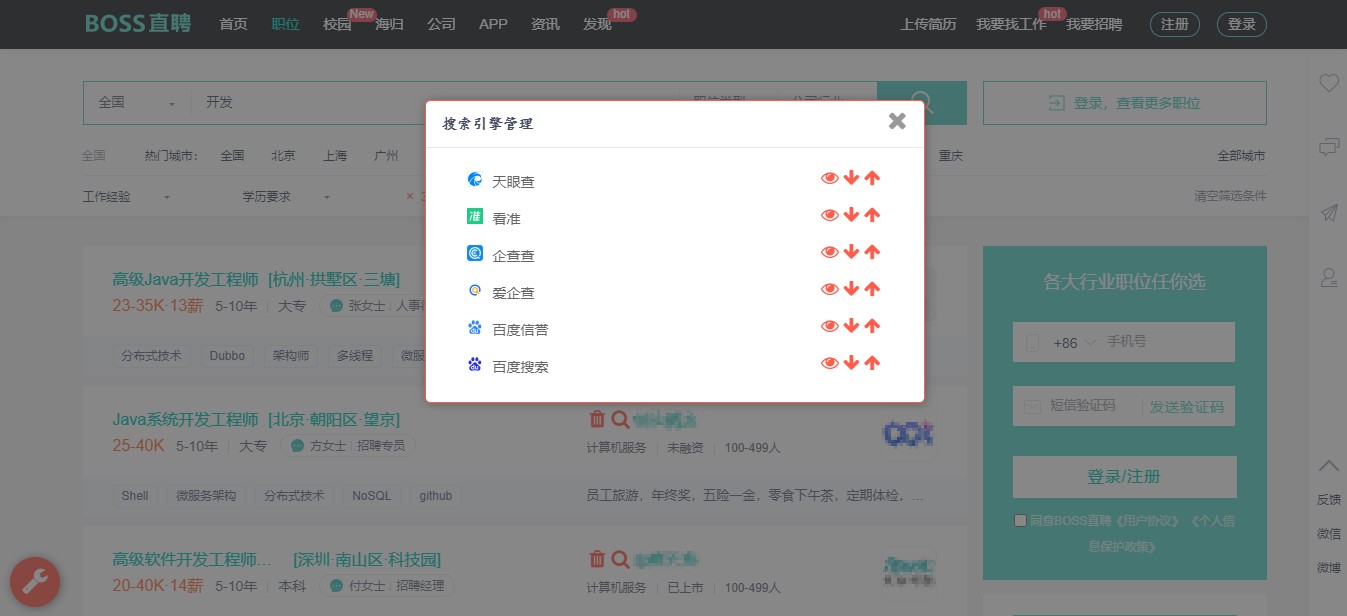 BOSS直聘 首页 职位 校园 New 海归 公司 APP 资讯 发现 hot 上传简历 我要找工作 hot 我要招聘 注册 登录
全国 开发
登录，查看更多职位
搜索引擎管理
全国 热门城市： 全国 北京 上海 广州 重庆 全部城市
工作经验 学历要求 清空筛选条件
天眼查
看准
企查查
爱企查
百度信誉
百度搜索
高级Java开发工程师 [杭州·拱墅区·三塘]
23-35K·13薪 5-10年 大专 张女士 人事
分布式技术 Dubbo 架构师 多线程 微服
Java系统开发工程师 [北京·朝阳区·望京]
25-40K 5-10年 大专 方女士 招聘专员
计算机服务 未融资 100-499人
Shell 微服务架构 分布式技术 NoSQL github
员工旅游，年终奖，五险一金，零食下午茶，定期体检，...
高级软件开发工程师... [深圳·南山区·科技园]
20-40K·14薪 5-10年 本科 付女士 招聘经理
计算机服务 已上市 100-499人
各大行业职位任你选
+86 手机号
短信验证码 发送验证码
登录/注册
同意BOSS直聘《用户协议》《个人信
息保护政策》
反馈
微信
微博